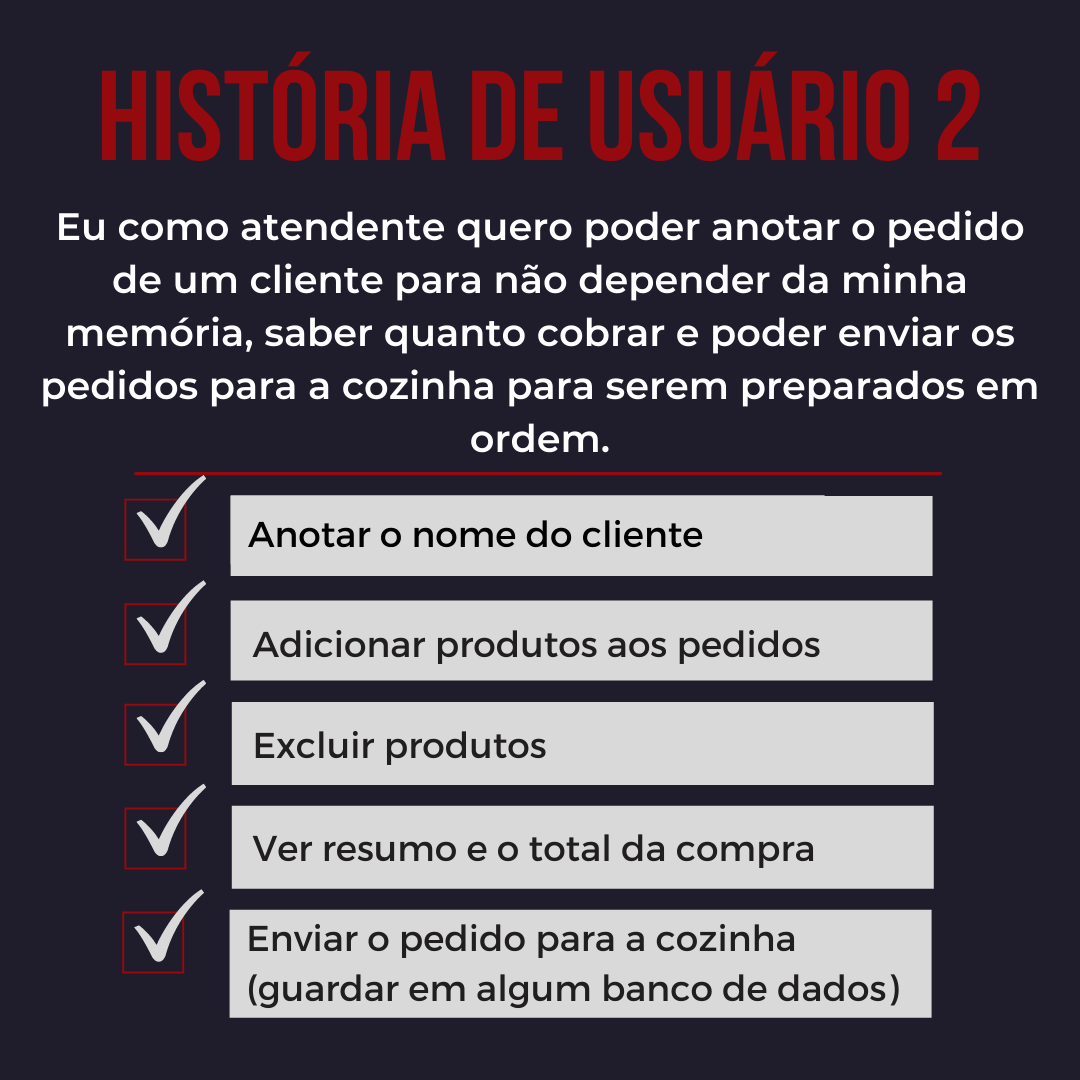 HISTÓRIA DE USUÁRIO 2
Eu como atendente quero poder anotar o pedido
de um cliente para não depender da minha
memória, saber quanto cobrar e poder enviar os
pedidos para a cozinha para serem preparados em
ordem.
Anotar o nome do cliente
Adicionar produtos aos pedidos
Excluir produtos
Ver resumo e o total da compra
Enviar o pedido para a cozinha
(guardar em algum banco de dados)